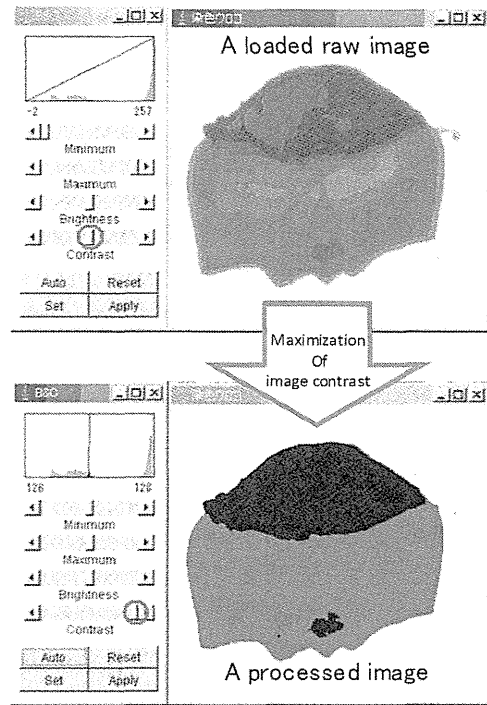 A loaded raw image
-2 257
Minimum
Maximum
Brightness
Contrast
Auto Reset
Set Apply
Maximization
Of
image contrast
B&C
126 128
Minimum
Maximum
Brightness
Contrast
Auto Reset
Set Apply
A processed image